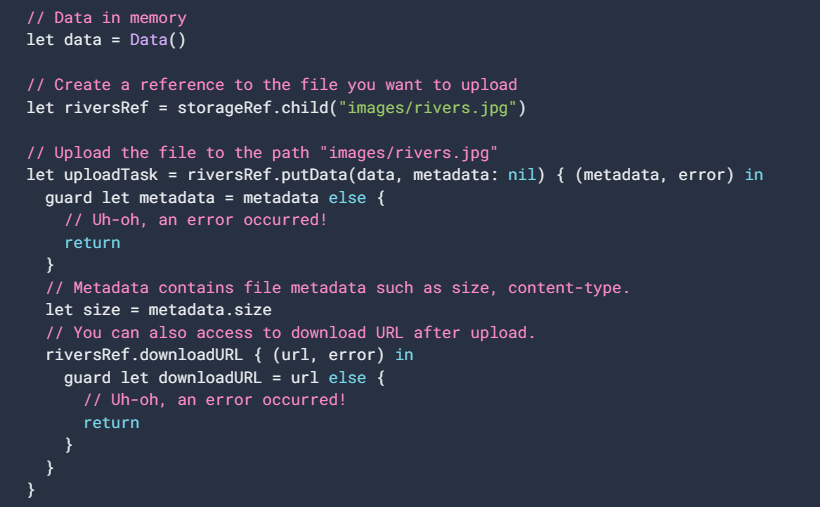 // Data in memory
let data = Data()
// Create a reference to the file you want to upload
let riversRef = storageRef.child("images/rivers.jpg")
// Upload the file to the path "images/rivers.jpg"
let uploadTask = riversRef.putData(data, metadata: nil) { (metadata, error) in
  guard let metadata = metadata else {
    // Uh-oh, an error occurred!
    return
  }
  // Metadata contains file metadata such as size, content-type.
  let size = metadata.size
  // You can also access to download URL after upload.
  riversRef.downloadURL { (url, error) in
    guard let downloadURL = url else {
      // Uh-oh, an error occurred!
      return
    }
  }
}